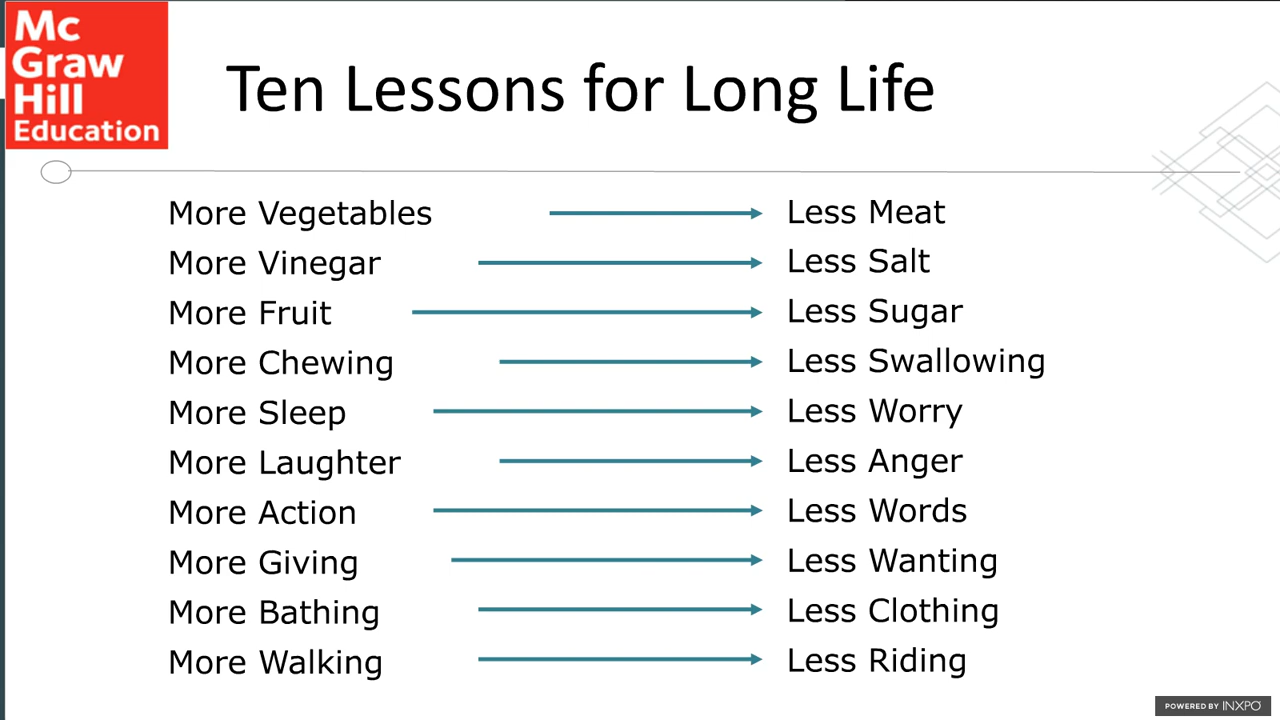 Mc
Graw
Hill
Education
Ten Lessons for Long Life
More Vegetables Less Meat
More Vinegar Less Salt
More Fruit Less Sugar
More Chewing Less Swallowing
More Sleep Less Worry
More Laughter Less Anger
More Action Less Words
More Giving Less Wanting
More Bathing Less Clothing
More Walking Less Riding
POWERED BY INXPO